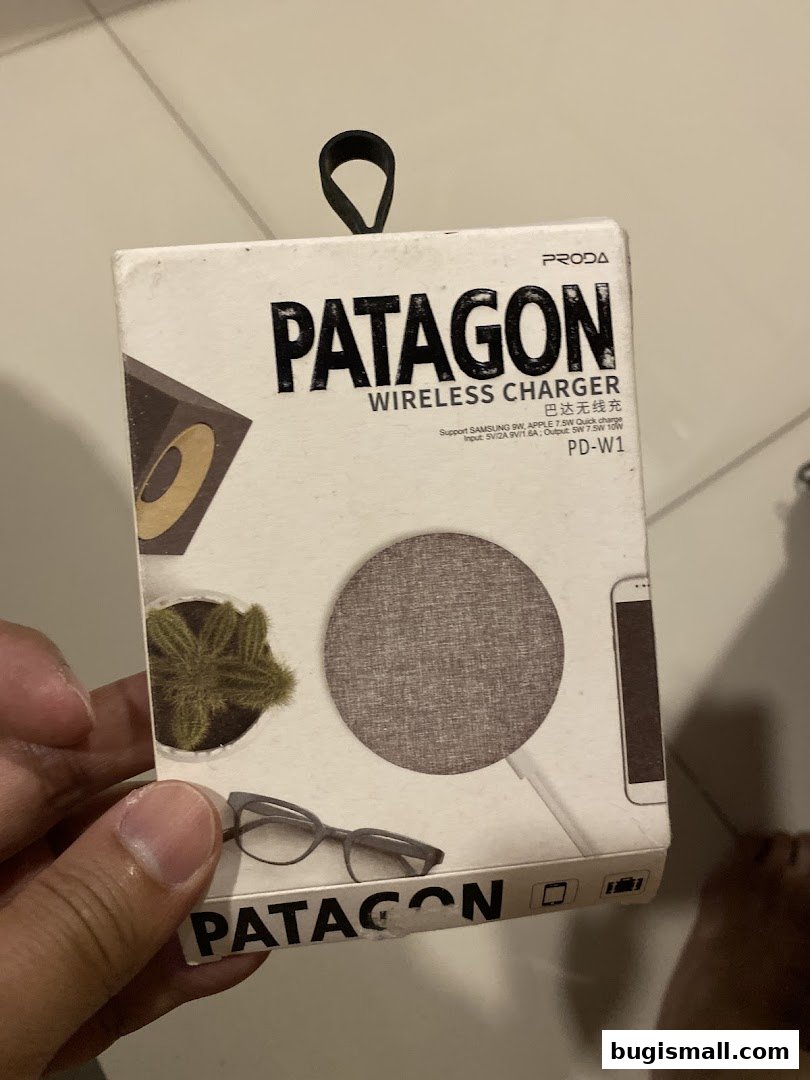 PRODA
PATAGON
WIRELESS CHARGER
巴达无线充
Support SAMSUNG 9W, APPLE 7.5W Quick charge
Input: 5V/2A 9V/1.6A ; Output: 5W 7.5W 10W
PD-W1
PATAGON
bugismall.com